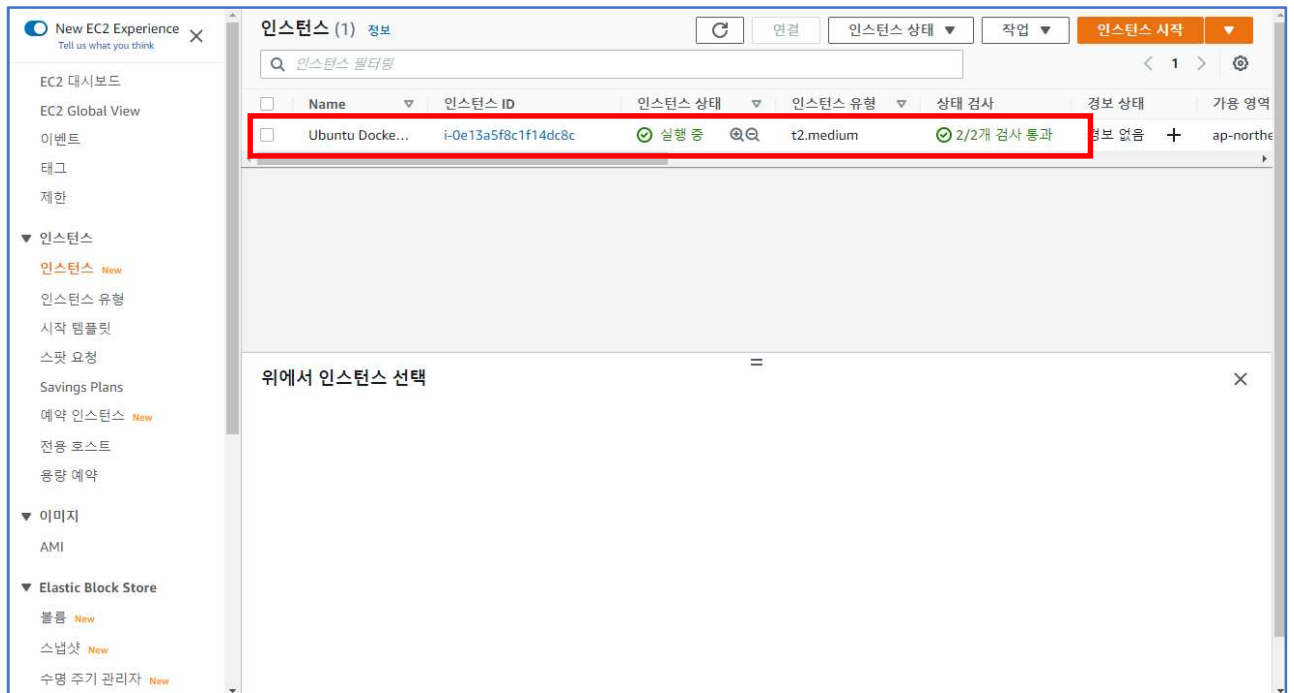 New EC2 Experience
Tell us what you think
EC2 대시보드
EC2 Global View
이벤트
태그
제한
인스턴스
인스턴스 New
인스턴스 유형
시작 템플릿
스팟 요청
Savings Plans
예약 인스턴스 New
전용 호스트
용량 예약
이미지
AMI
Elastic Block Store
볼륨 New
스냅샷 New
수명 주기 관리자 New
인스턴스 (1) 정보
연결
인스턴스 상태
작업
인스턴스 시작
인스턴스 필터링
1
Name 인스턴스 ID 인스턴스 상태 인스턴스 유형 상태 검사 경보 상태 가용 영역
Ubuntu Docke... i-0e13a5f8c1f14dc8c 실행 중 t2.medium 2/2개 검사 통과 경보 없음 ap-northe
위에서 인스턴스 선택